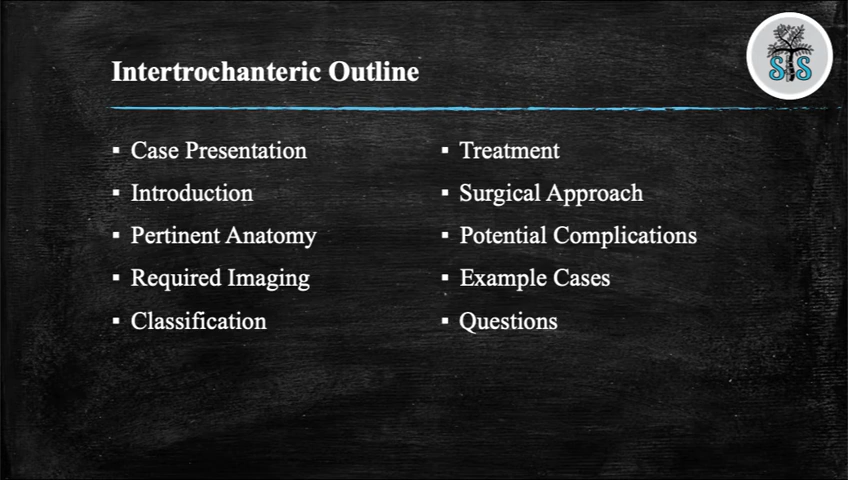 Intertrochanteric Outline
STS
▪ Case Presentation
▪ Introduction
▪ Pertinent Anatomy
▪ Required Imaging
▪ Classification
▪ Treatment
▪ Surgical Approach
▪ Potential Complications
▪ Example Cases
▪ Questions